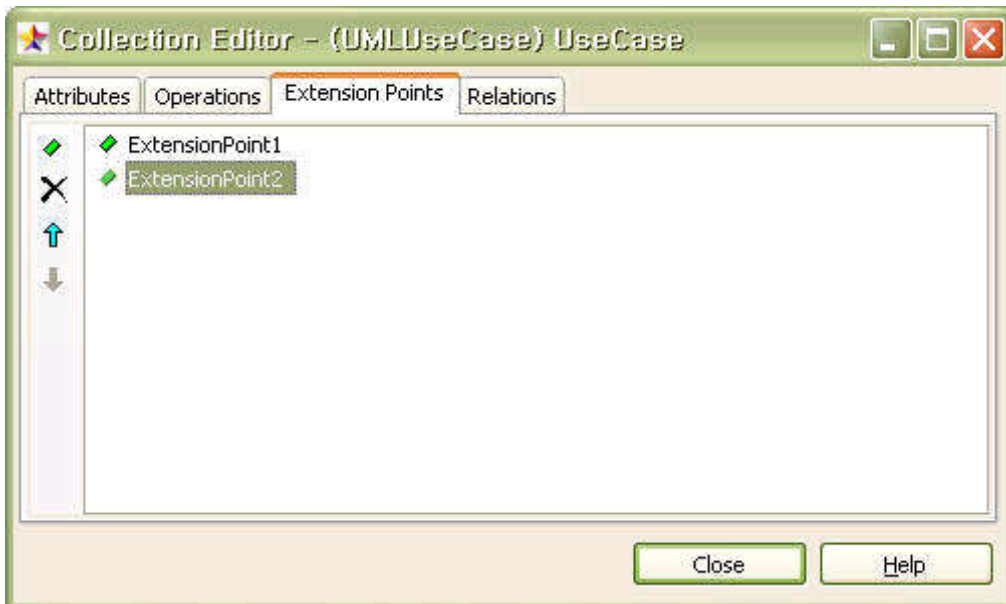 Collection Editor - (UMLUseCase) UseCase
Attributes Operations Extension Points Relations
ExtensionPoint1
ExtensionPoint2
Close Help